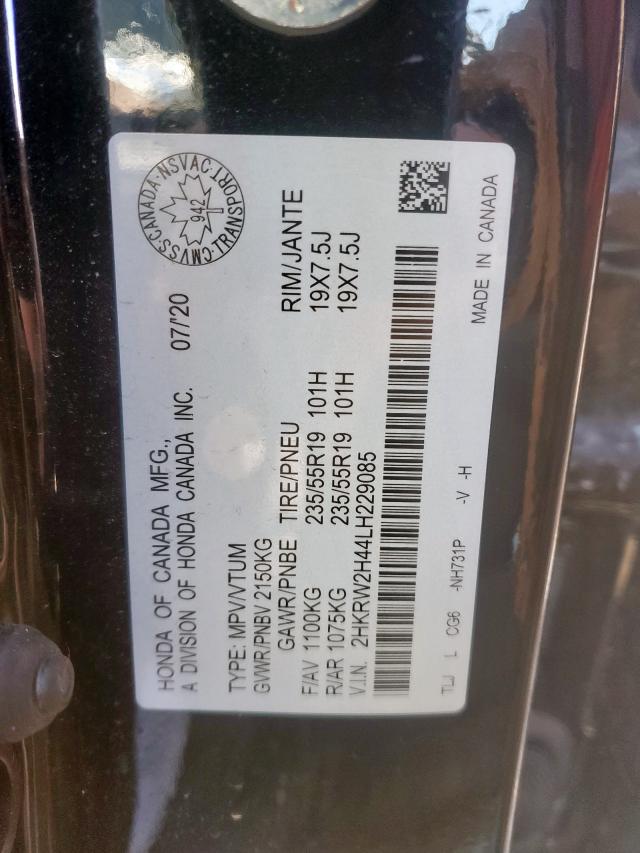 HONDA OF CANADA MFG.,
A DIVISION OF HONDA CANADA INC. 07/'20
CMVSS·CANADA·NSVAC·TRANSPORT·
942
TYPE: MPV/VTUM
GVWR/PNBV 2150KG
GAWR/PNBE TIRE/PNEU RIM/JANTE
F/AV 1100KG 235/55R19 101H 19X7.5J
R/AR 1075KG 235/55R19 101H 19X7.5J
V.I.N. 2HKRW2H44LH229085
L CG6 -NH731P -V -H MADE IN CANADA